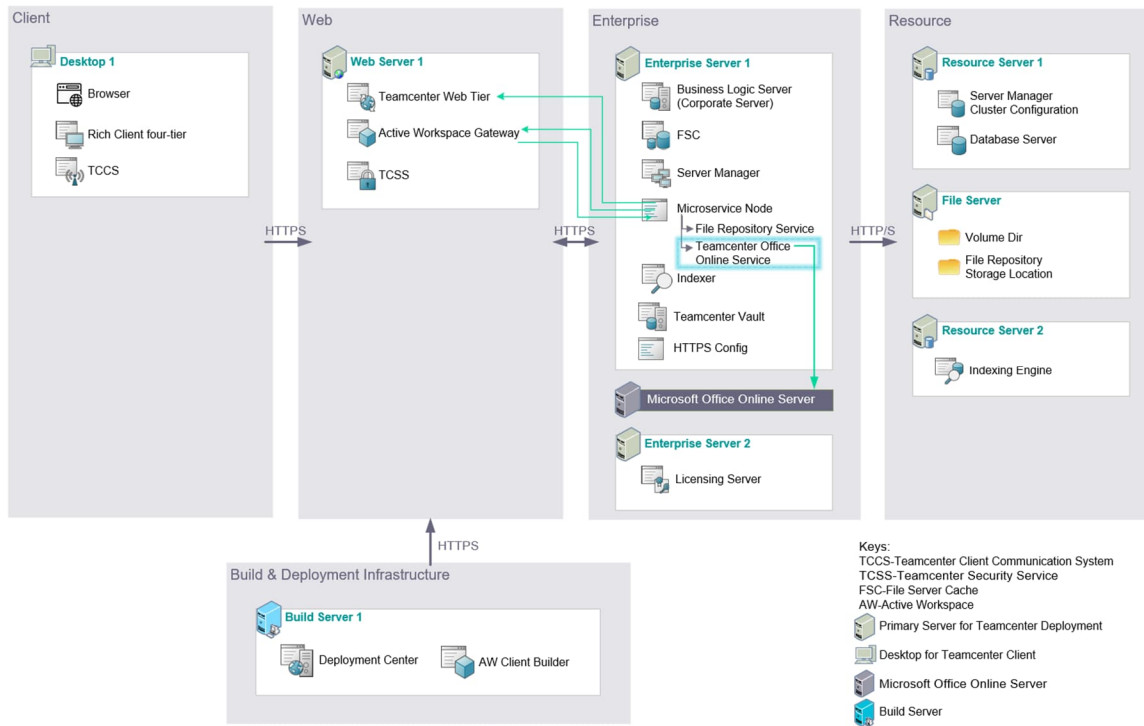 Client
Desktop 1
Browser
Rich Client four-tier
TCCS
HTTPS
Web
Web Server 1
Teamcenter Web Tier
Active Workspace Gateway
TCSS
HTTPS
Enterprise
Enterprise Server 1
Business Logic Server
(Corporate Server)
FSC
Server Manager
Microservice Node
File Repository Service
Teamcenter Office
Online Service
Indexer
Teamcenter Vault
HTTPS Config
Microsoft Office Online Server
Enterprise Server 2
Licensing Server
HTTP/S
Resource
Resource Server 1
Server Manager
Cluster Configuration
Database Server
File Server
Volume Dir
File Repository
Storage Location
Resource Server 2
Indexing Engine
HTTPS
Build & Deployment Infrastructure
Build Server 1
Deployment Center
AW Client Builder
Keys:
TCCS-Teamcenter Client Communication System
TCSS-Teamcenter Security Service
FSC-File Server Cache
AW-Active Workspace
Primary Server for Teamcenter Deployment
Desktop for Teamcenter Client
Microsoft Office Online Server
Build Server